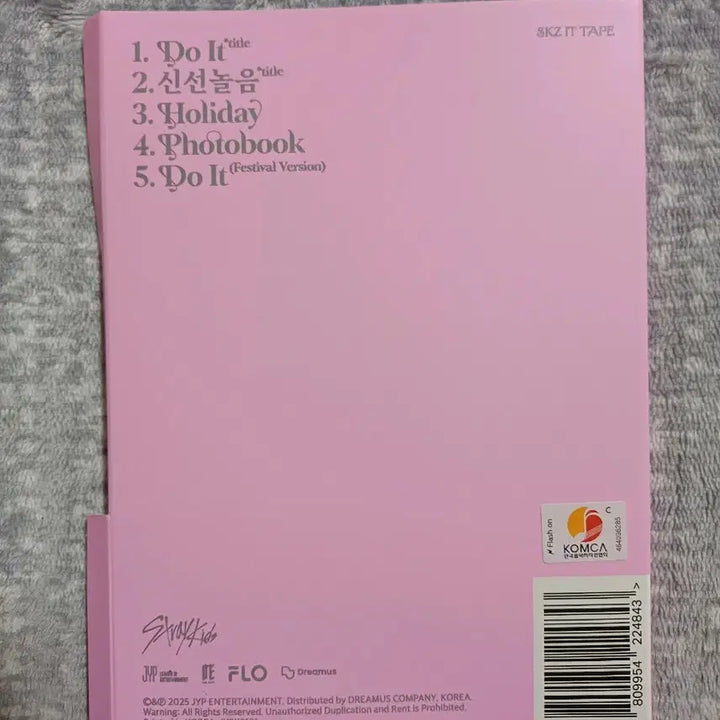 SKZ IT TAPE
1. Do It *title
2. 신선놀음 *title
3. Holiday
4. Photobook
5. Do It (Festival Version)
Flash on
C
KOMCA
464926285
809954 224843 >
Stray Kids
JYP
FLO
Dreamus
©&℗ 2025 JYP ENTERTAINMENT. Distributed by DREAMUS COMPANY, KOREA.
Warning: All Rights Reserved. Unauthorized Duplication and Rent is Prohibited.